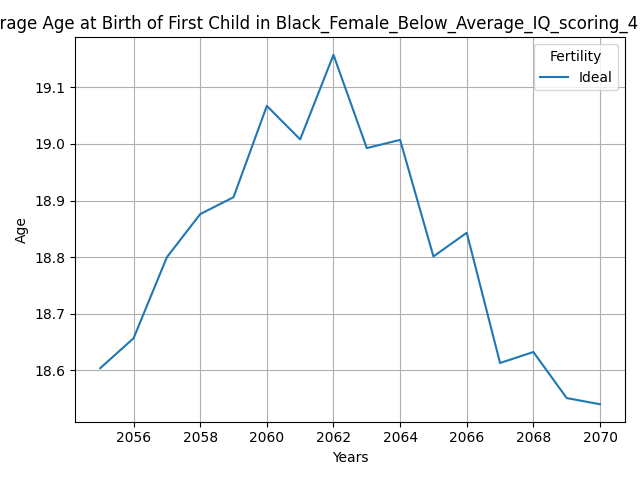 rage Age at Birth of First Child in Black_Female_Below_Average_IQ_scoring_4
Fertility
Ideal
19.1
19.0
18.9
18.8
18.7
18.6
Age
2056 2058 2060 2062 2064 2066 2068 2070
Years